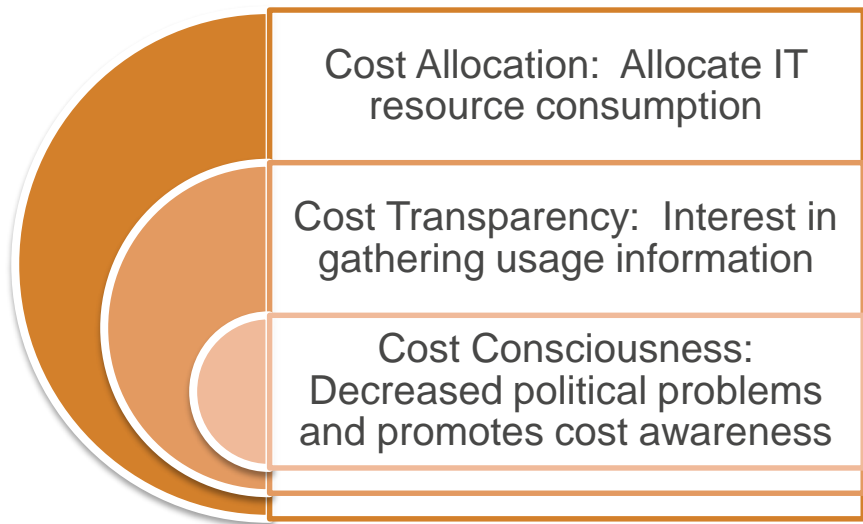 Cost Allocation:  Allocate IT
resource consumption
Cost Transparency:  Interest in
gathering usage information
Cost Consciousness:
Decreased political problems
and promotes cost awareness